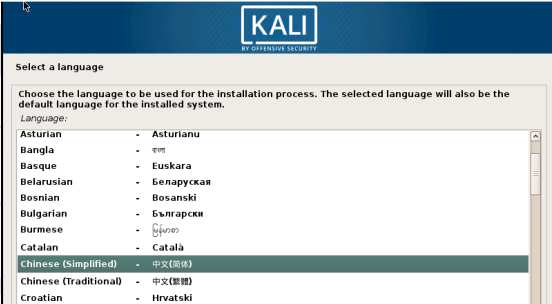 KALI
BY OFFENSIVE SECURITY
Select a language
Choose the language to be used for the installation process. The selected language will also be the
default language for the installed system.
Language:
Asturian - Asturianu
Bangla - বাংলা
Basque - Euskara
Belarusian - Беларуская
Bosnian - Bosanski
Bulgarian - Български
Burmese - မြန်မာစာ
Catalan - Català
Chinese (Simplified) - 中文(简体)
Chinese (Traditional) - 中文(繁體)
Croatian - Hrvatski